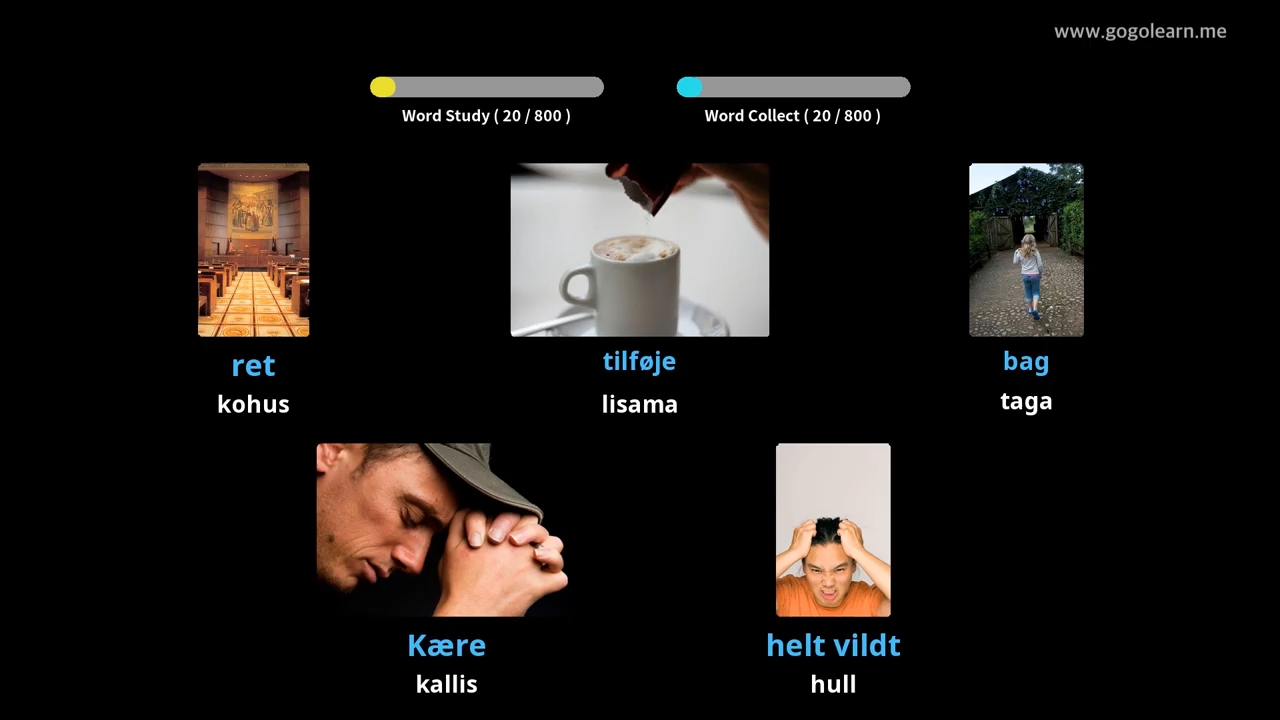 www.gogolearn.me
Word Study ( 20 / 800 )
Word Collect ( 20 / 800 )
ret
kohus
tilføje
lisama
bag
taga
Kære
kallis
helt vildt
hull